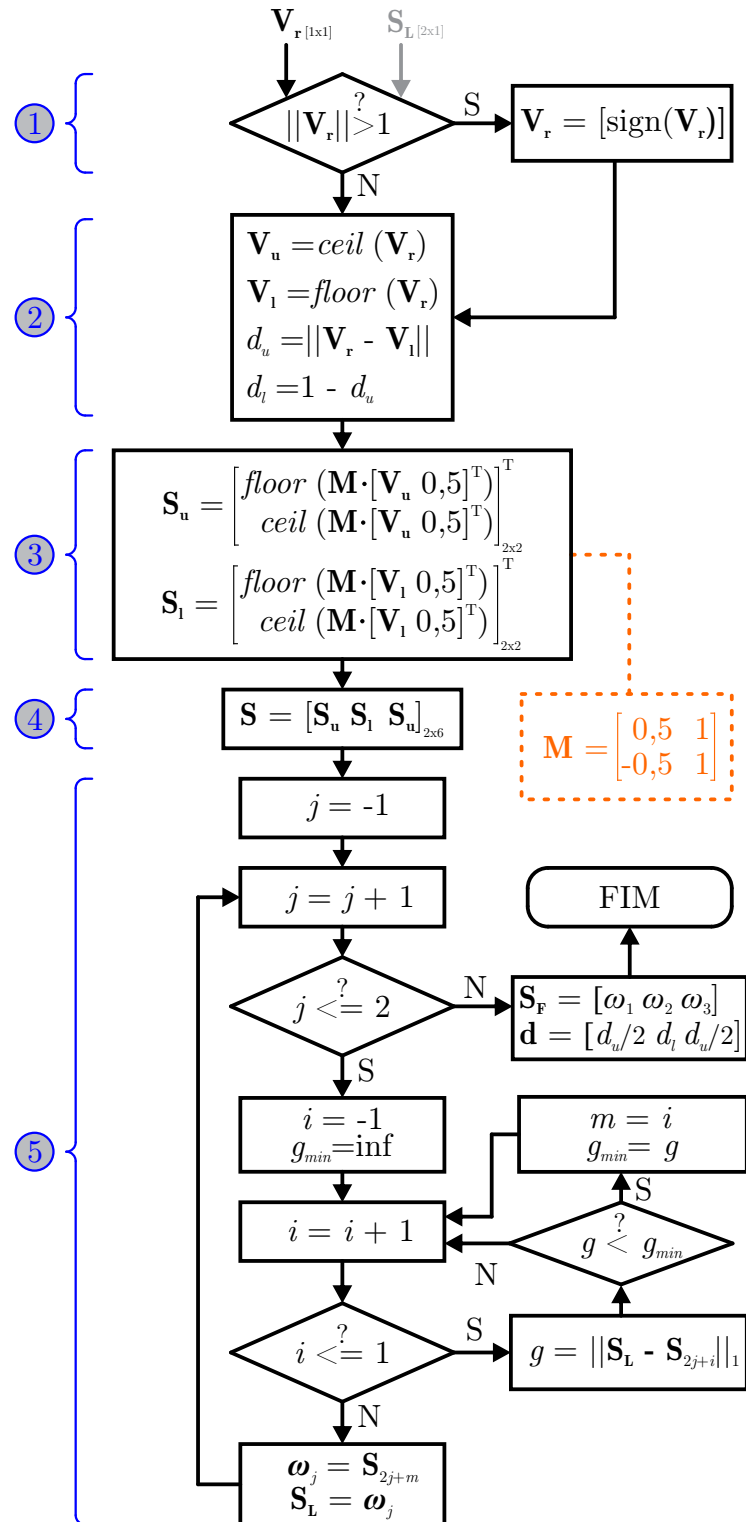 V_r [1x1] S_L [2x1]
1
?
||V_r||>1
S
V_r = [sign(V_r)]
N
2
V_u =ceil (V_r)
V_l =floor (V_r)
d_u =||V_r - V_l||
d_l =1 - d_u
3
S_u = [floor (M·[V_u 0,5]^T)
ceil (M·[V_u 0,5]^T)]^T_2x2
S_l = [floor (M·[V_l 0,5]^T)
ceil (M·[V_l 0,5]^T)]^T_2x2
4
S = [S_u S_l S_u]_2x6
M = [0,5 1
-0,5 1]
5
j = -1
j = j + 1
FIM
?
j <= 2
N
S_F = [ω_1 ω_2 ω_3]
d = [d_u/2 d_l d_u/2]
S
i = -1
g_min=inf
m = i
g_min= g
S
i = i + 1
?
g < g_min
N
?
i <= 1
S
g = ||S_L - S_2j+i||_1
N
ω_j = S_2j+m
S_L = ω_j